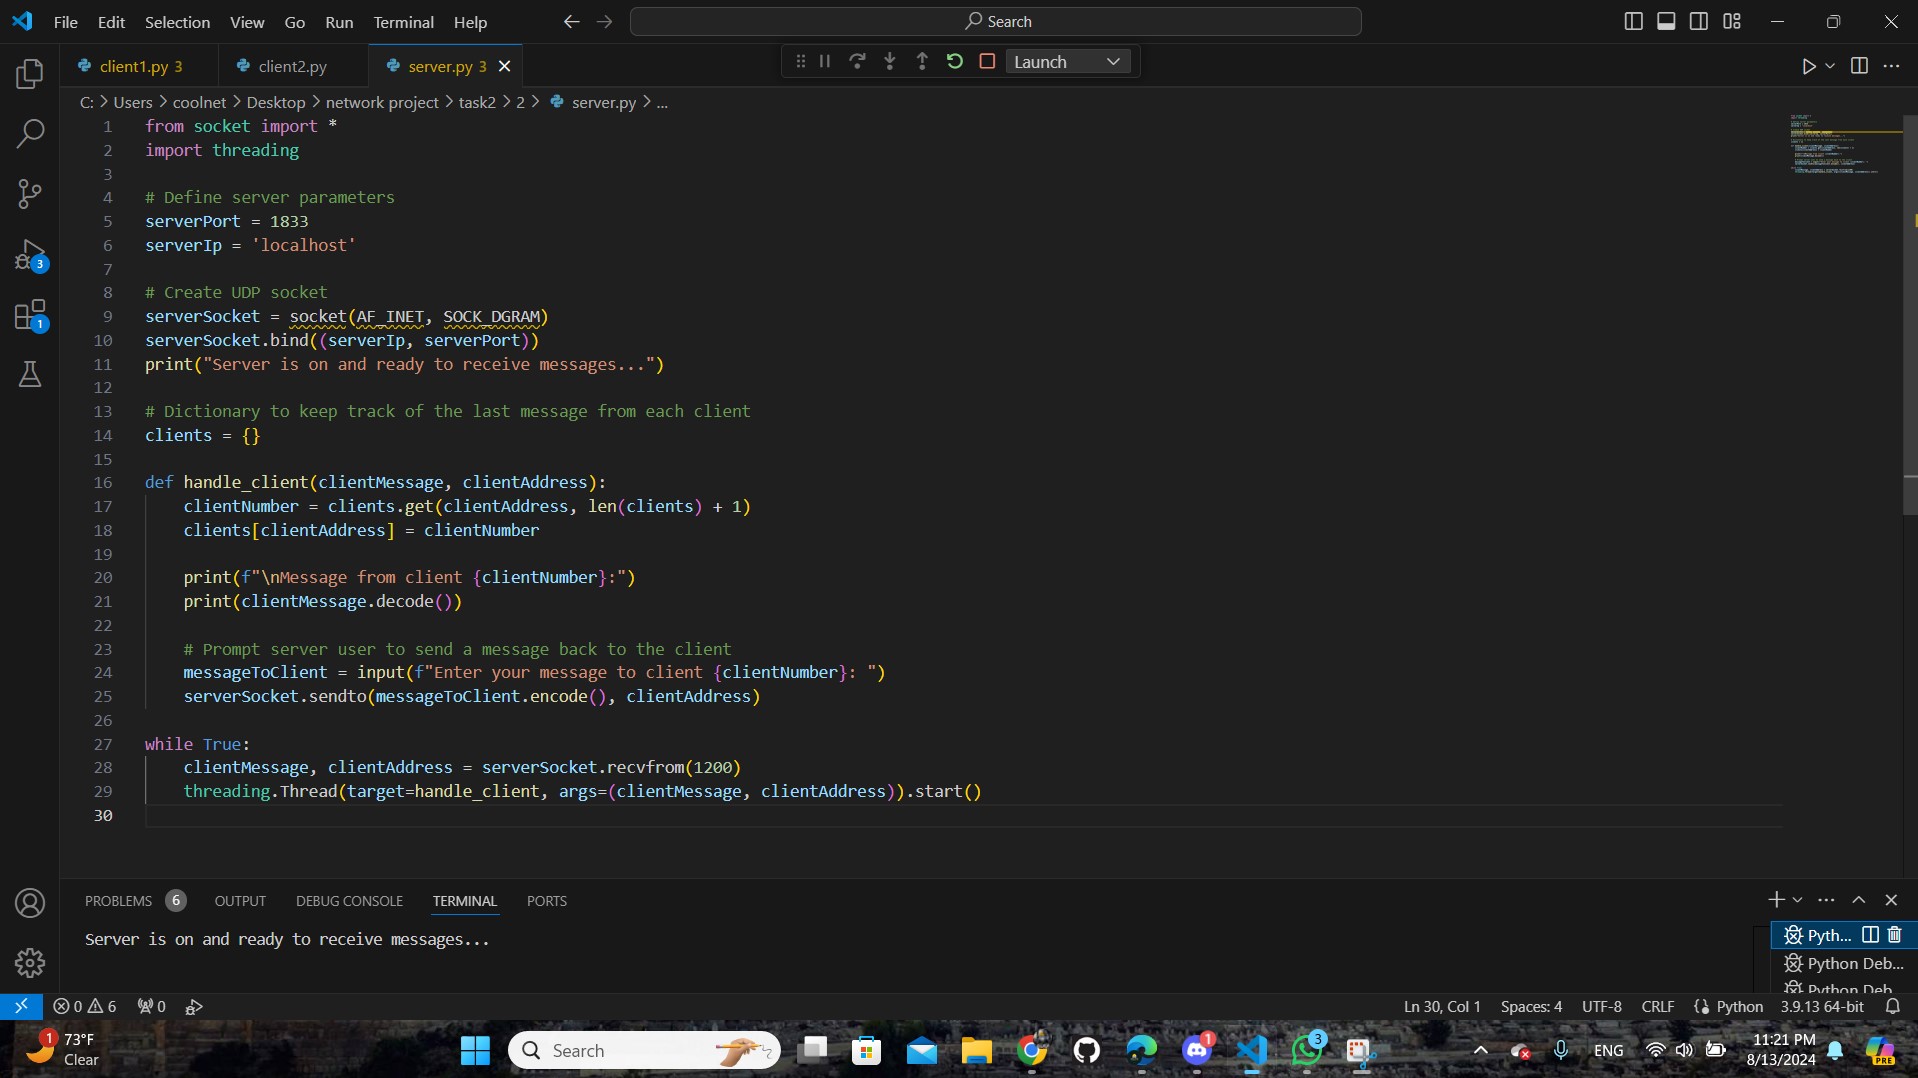 File Edit Selection View Go Run Terminal Help Search
client1.py 3 client2.py server.py 3 Launch
C: > Users > coolnet > Desktop > network project > task2 > 2 > server.py > ...
1 from socket import *
2 import threading
3
4 # Define server parameters
5 serverPort = 1833
6 serverIp = 'localhost'
7
8 # Create UDP socket
9 serverSocket = socket(AF_INET, SOCK_DGRAM)
10 serverSocket.bind((serverIp, serverPort))
11 print("Server is on and ready to receive messages...")
12
13 # Dictionary to keep track of the last message from each client
14 clients = {}
15
16 def handle_client(clientMessage, clientAddress):
17 clientNumber = clients.get(clientAddress, len(clients) + 1)
18 clients[clientAddress] = clientNumber
19
20 print(f"\nMessage from client {clientNumber}:")
21 print(clientMessage.decode())
22
23 # Prompt server user to send a message back to the client
24 messageToClient = input(f"Enter your message to client {clientNumber}: ")
25 serverSocket.sendto(messageToClient.encode(), clientAddress)
26
27 while True:
28 clientMessage, clientAddress = serverSocket.recvfrom(1200)
29 threading.Thread(target=handle_client, args=(clientMessage, clientAddress)).start()
30
3
1
PROBLEMS 6 OUTPUT DEBUG CONSOLE TERMINAL PORTS
Server is on and ready to receive messages...
Pyth...
Python Deb...
Python Deb...
0 6 0 Ln 30, Col 1 Spaces: 4 UTF-8 CRLF Python 3.9.13 64-bit
1 73°F
Clear
Search
1
3
PRE
ENG
11:21 PM
8/13/2024